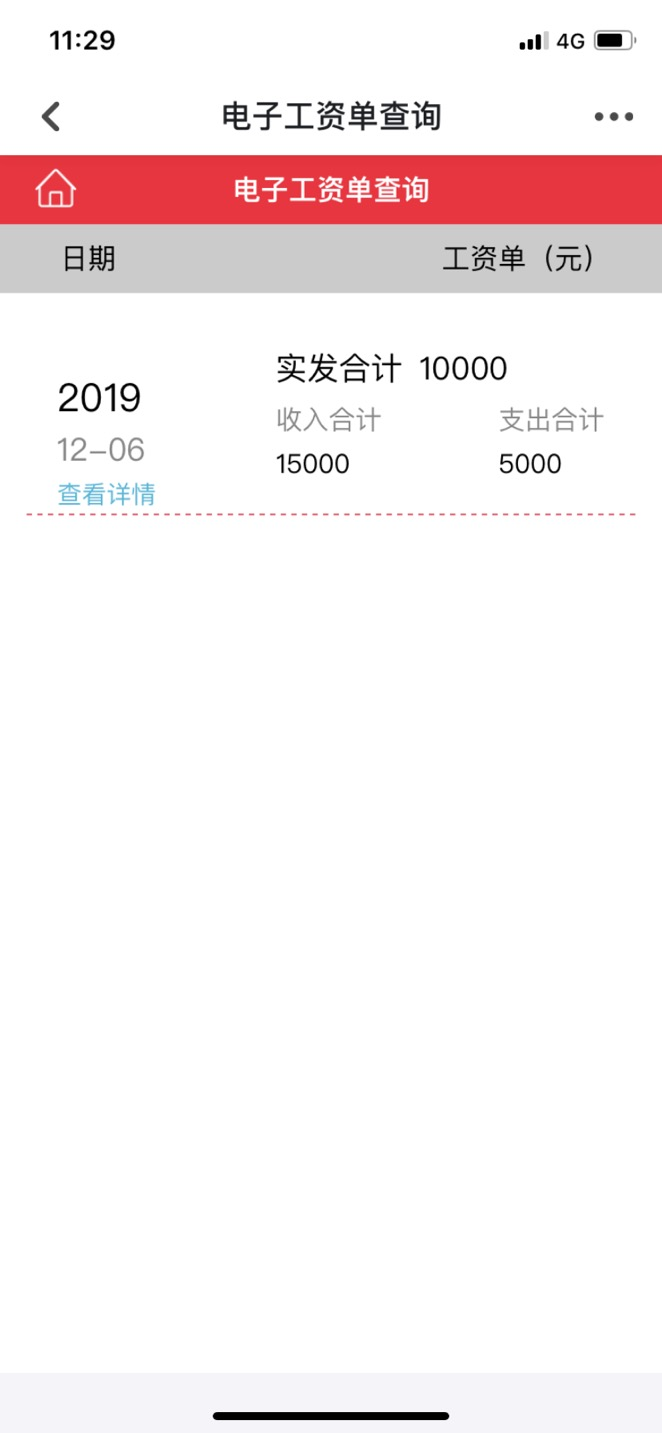 11:29 4G
电子工资单查询
电子工资单查询
日期 工资单（元）
实发合计 10000
2019
收入合计 支出合计
12-06
15000 5000
查看详情